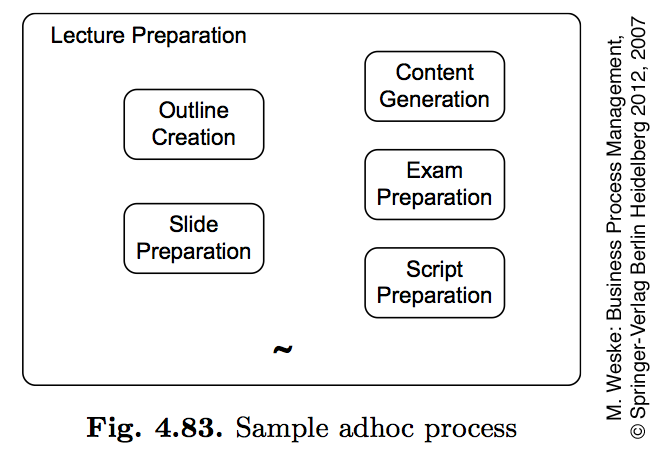 Lecture Preparation
Outline
Creation
Slide
Preparation
Content
Generation
Exam
Preparation
Script
Preparation
~
Fig. 4.83. Sample adhoc process
M. Weske: Business Process Management,
© Springer-Verlag Berlin Heidelberg 2012, 2007